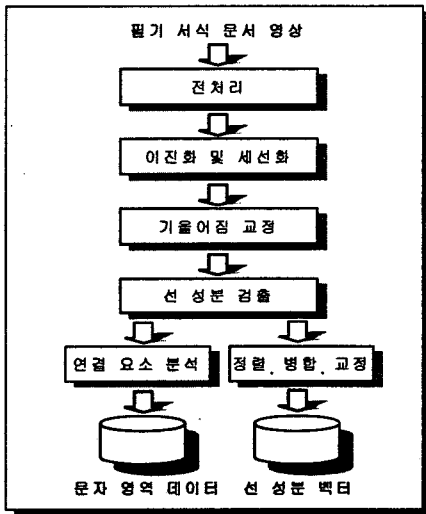 필기 서식 문서 영상
전처리
이진화 및 세선화
기울어짐 교정
선 성분 검출
연결 요소 분석
정렬, 병합, 교정
문자 영역 데이터
선 성분 벡터